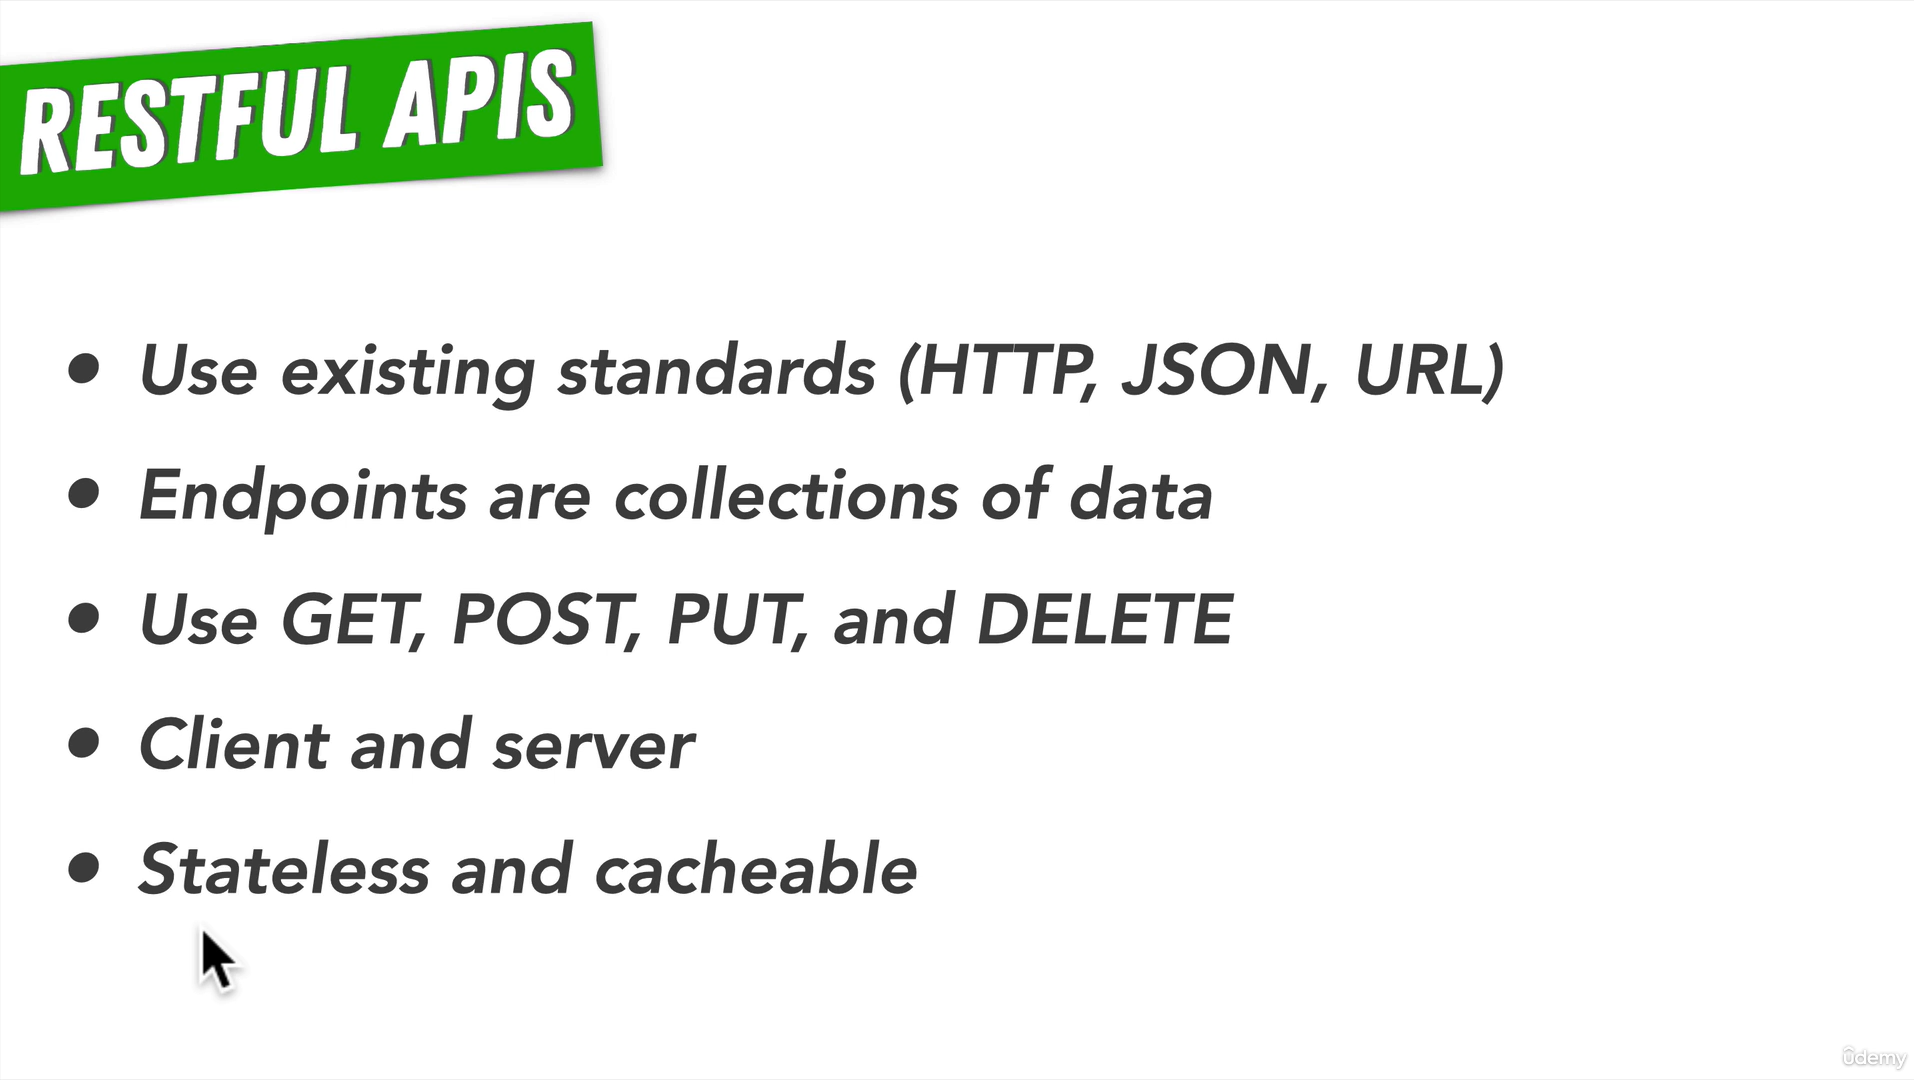 RESTFUL APIS
• Use existing standards (HTTP, JSON, URL)
• Endpoints are collections of data
• Use GET, POST, PUT, and DELETE
• Client and server
• Stateless and cacheable
ûdemy